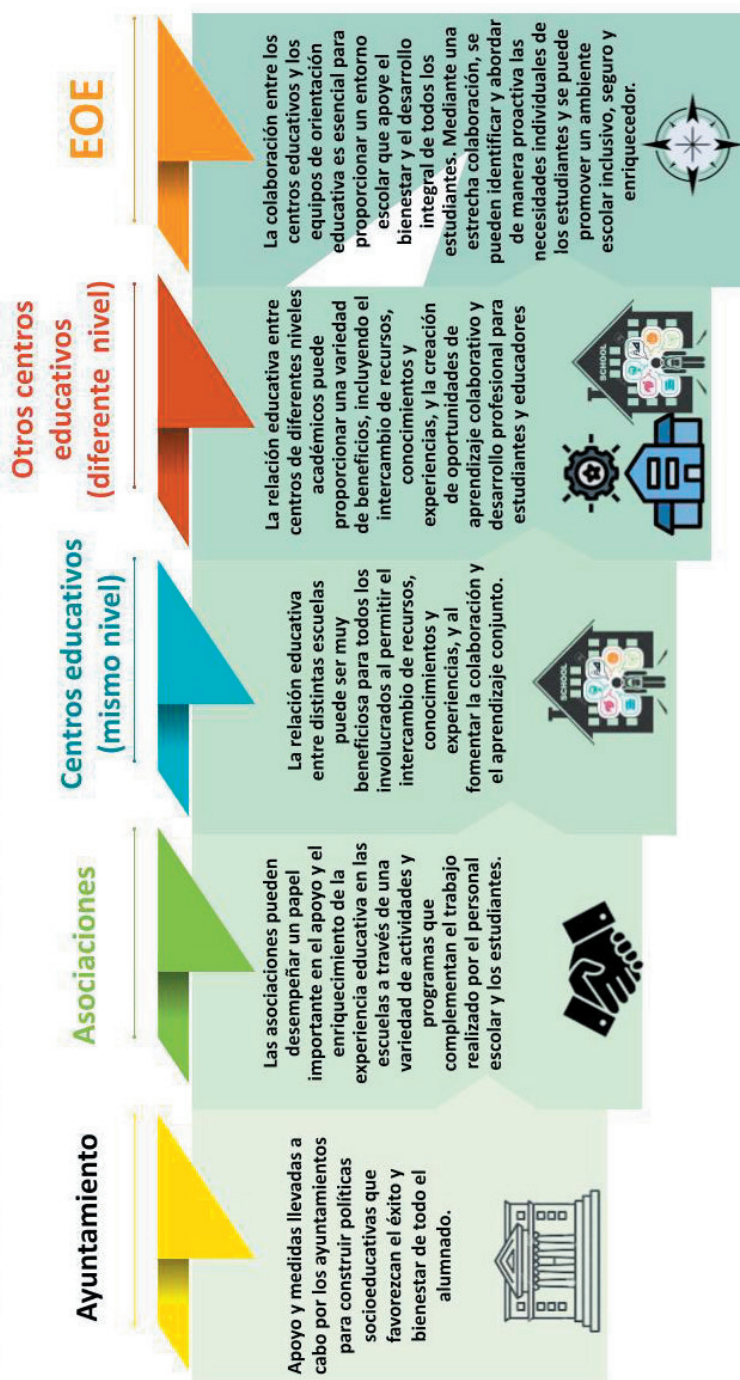 Ayuntamiento
Apoyo y medidas llevadas a
cabo por los ayuntamientos
para construir políticas
socioeducativas que
favorezcan el éxito y
bienestar de todo el
alumnado.
Asociaciones
Las asociaciones pueden
desempeñar un papel
importante en el apoyo y el
enriquecimiento de la
experiencia educativa en las
escuelas a través de una
variedad de actividades y
programas que
complementan el trabajo
realizado por el personal
escolar y los estudiantes.
Centros educativos
(mismo nivel)
La relación educativa
entre distintas escuelas
puede ser muy
beneficiosa para todos los
involucrados al permitir el
intercambio de recursos,
conocimientos y
experiencias, y al
fomentar la colaboración y
el aprendizaje conjunto.
SCHOOL
Otros centros
educativos
(diferente nivel)
La relación educativa entre
centros de diferentes niveles
académicos puede
proporcionar una variedad
de beneficios, incluyendo el
intercambio de recursos,
conocimientos y
experiencias, y la creación
de oportunidades de
aprendizaje colaborativo y
desarrollo profesional para
estudiantes y educadores
SCHOOL
EOE
La colaboración entre los
centros educativos y los
equipos de orientación
educativa es esencial para
proporcionar un entorno
escolar que apoye el
bienestar y el desarrollo
integral de todos los
estudiantes. Mediante una
estrecha colaboración, se
pueden identificar y abordar
de manera proactiva las
necesidades individuales de
los estudiantes y se puede
promover un ambiente
escolar inclusivo, seguro y
enriquecedor.